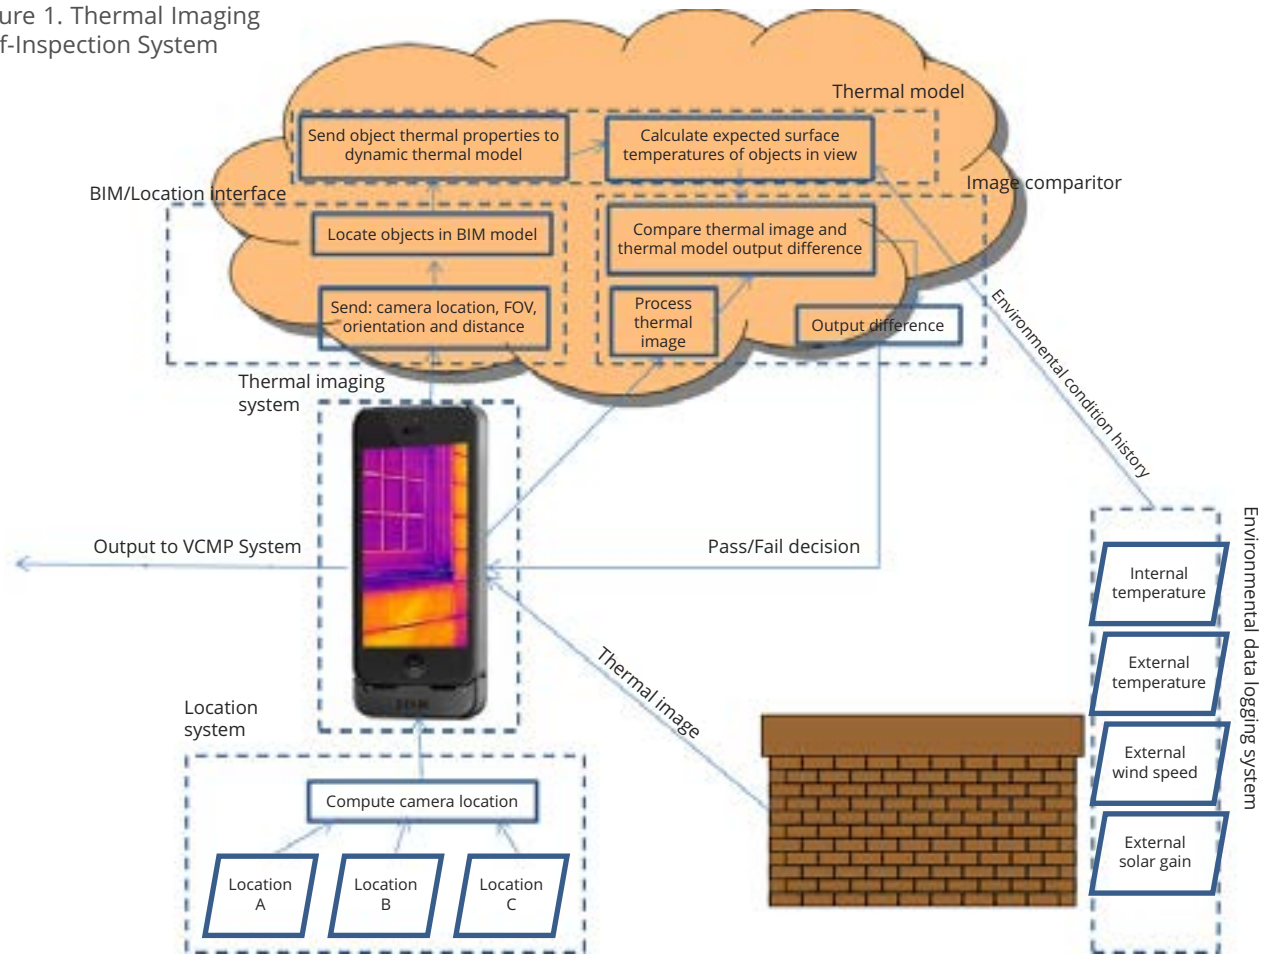 ure 1. Thermal Imaging
f-Inspection System
Thermal model
Send object thermal properties to
dynamic thermal model
Calculate expected surface
temperatures of objects in view
BIM/Location interface
Image comparitor
Locate objects in BIM model
Compare thermal image and
thermal model output difference
Send: camera location, FOV,
orientation and distance
Process
thermal
image
Output difference
Environmental condition history
Thermal imaging
system
Output to VCMP System
Pass/Fail decision
Thermal image
Environmental data logging system
Internal
temperature
External
temperature
External
wind speed
External
solar gain
Location
system
Compute camera location
Location
A
Location
B
Location
C